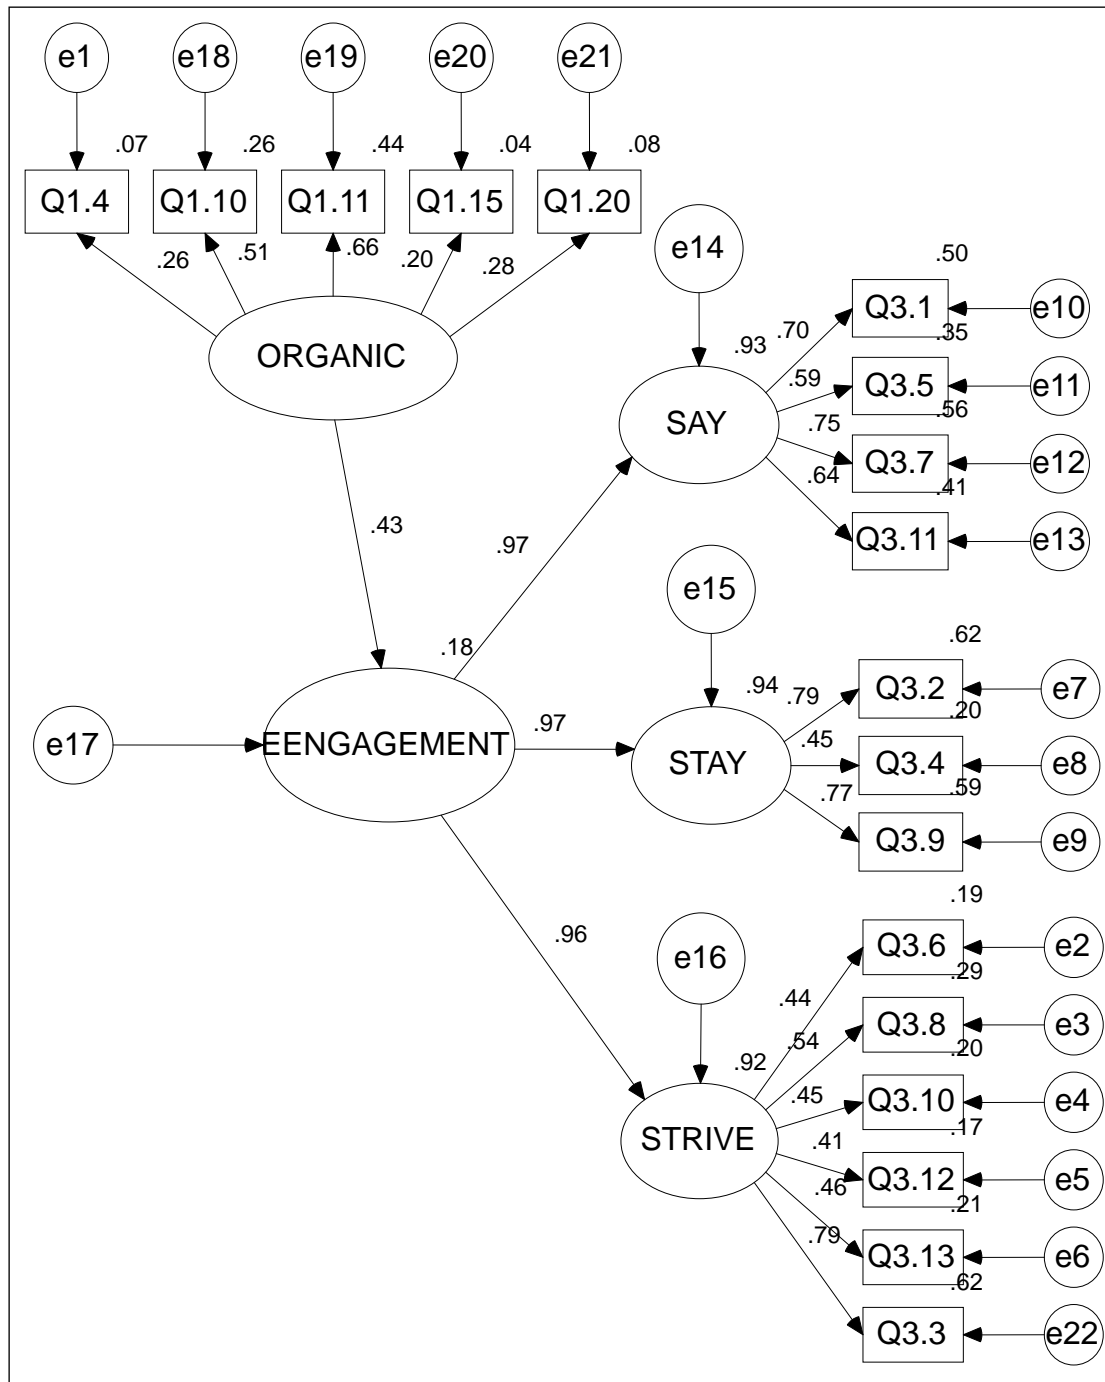 e1 e18 e19 e20 e21
.07 .26 .44 .04 .08
Q1.4 Q1.10 Q1.11 Q1.15 Q1.20
.26 .51 .66 .20 .28
ORGANIC
e14
.50
Q3.1 e10
.70
.93
.35
.59
Q3.5 e11
.56
SAY
.75
Q3.7 e12
.64
.41
Q3.11 e13
.43
.97
e15
.18
.62
.94 .79
Q3.2 e7
.20
e17
EENGAGEMENT
.97
.45
STAY
Q3.4 e8
.59
.77
Q3.9 e9
.19
.96
e16
Q3.6 e2
.29
.44
Q3.8 e3
.54
.20
.92
.45
Q3.10 e4
.17
STRIVE
.41
Q3.12 e5
.46
.21
.79
Q3.13 e6
.62
Q3.3 e22